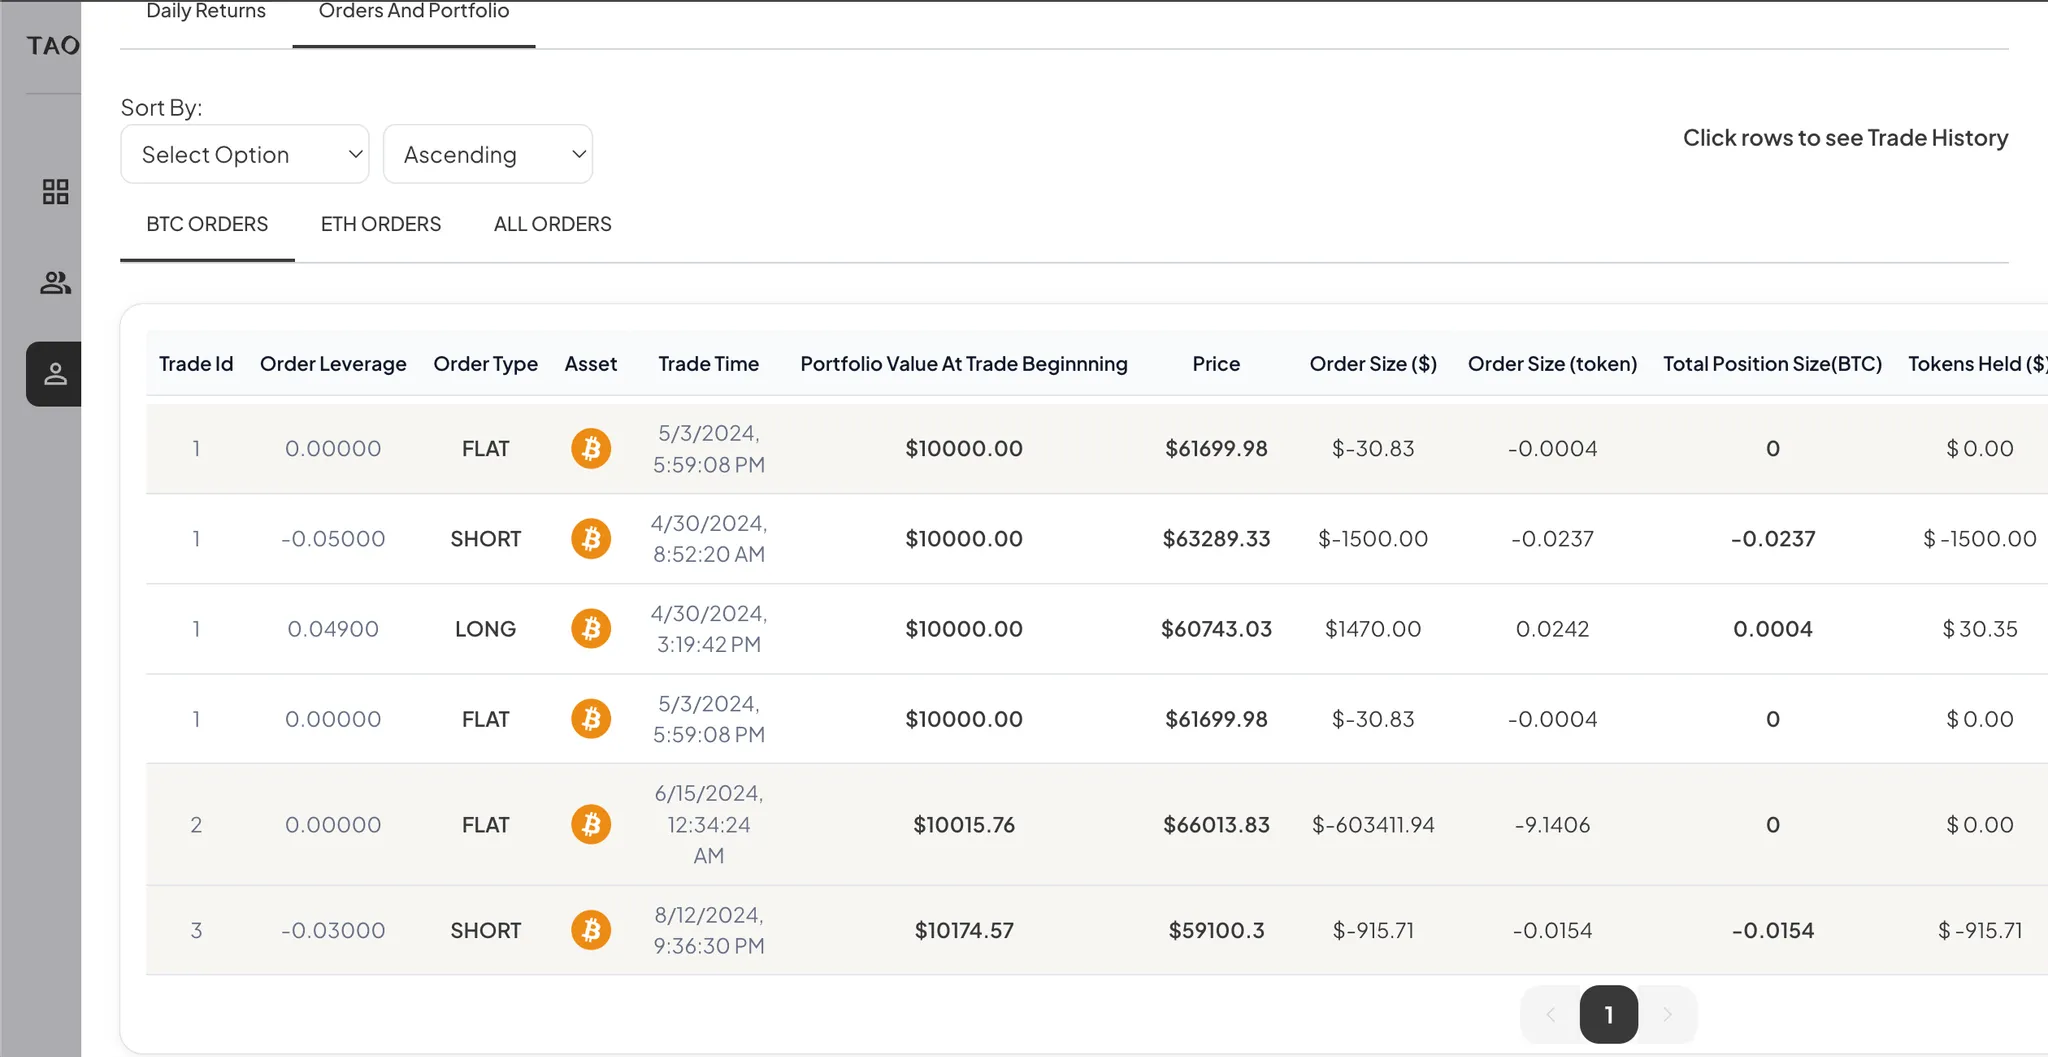 Daily Returns Orders And Portfolio
TAO
Sort By:
Select Option Ascending
Click rows to see Trade History
BTC ORDERS ETH ORDERS ALL ORDERS
Trade Id Order Leverage Order Type Asset Trade Time Portfolio Value At Trade Beginnning Price Order Size ($) Order Size (token) Total Position Size(BTC) Tokens Held ($)
1 0.00000 FLAT 5/3/2024, 5:59:08 PM $10000.00 $61699.98 $-30.83 -0.0004 0 $ 0.00
1 -0.05000 SHORT 4/30/2024, 8:52:20 AM $10000.00 $63289.33 $-1500.00 -0.0237 -0.0237 $ -1500.00
1 0.04900 LONG 4/30/2024, 3:19:42 PM $10000.00 $60743.03 $1470.00 0.0242 0.0004 $ 30.35
1 0.00000 FLAT 5/3/2024, 5:59:08 PM $10000.00 $61699.98 $-30.83 -0.0004 0 $ 0.00
2 0.00000 FLAT 6/15/2024, 12:34:24 AM $10015.76 $66013.83 $-603411.94 -9.1406 0 $ 0.00
3 -0.03000 SHORT 8/12/2024, 9:36:30 PM $10174.57 $59100.3 $-915.71 -0.0154 -0.0154 $ -915.71
1